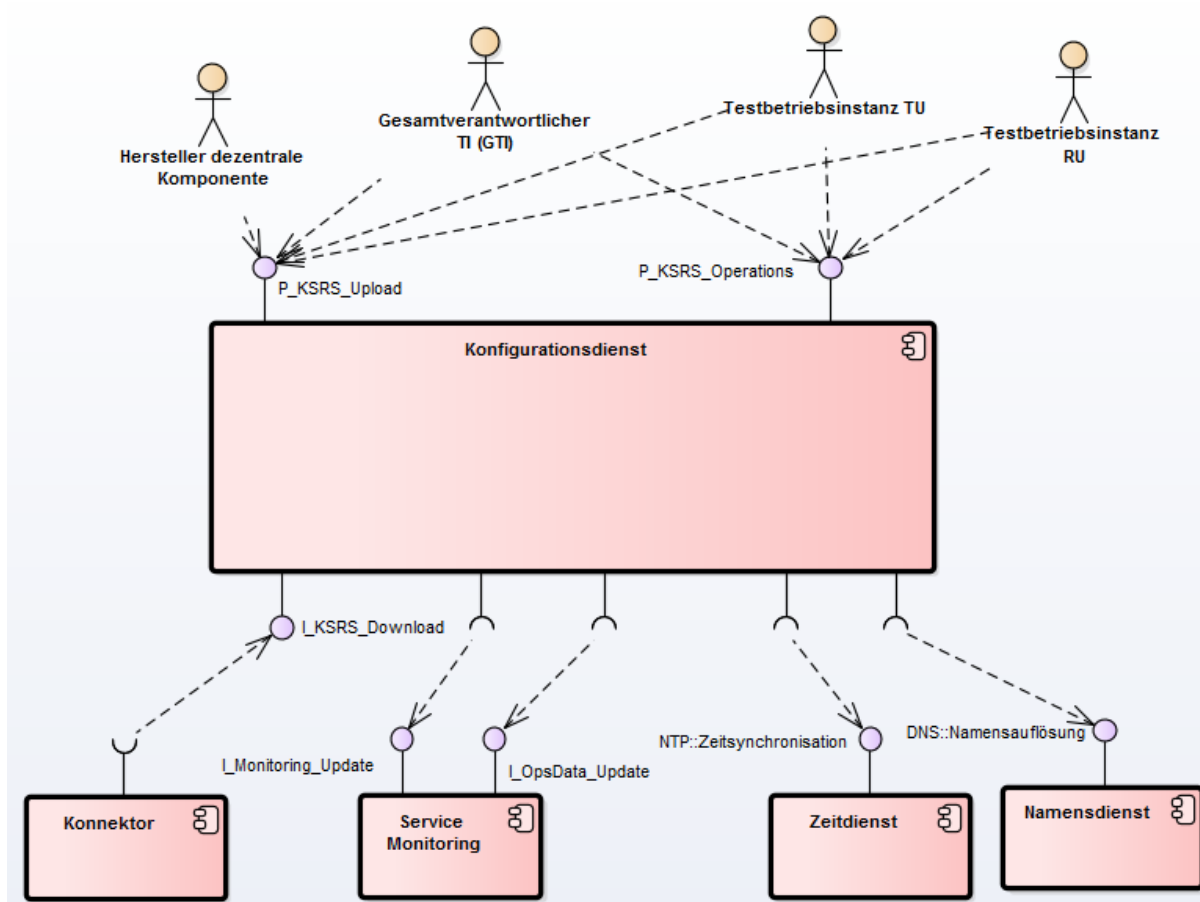 Hersteller dezentrale
Komponente
Gesamtverantwortlicher
TI (GTI)
Testbetriebsinstanz TU
Testbetriebsinstanz
RU
P_KSRS_Upload
P_KSRS_Operations
Konfigurationsdienst
I_KSRS_Download
I_Monitoring_Update
I_OpsData_Update
NTP::Zeitsynchronisation
DNS::Namensauflösung
Konnektor
Service
Monitoring
Zeitdienst
Namensdienst